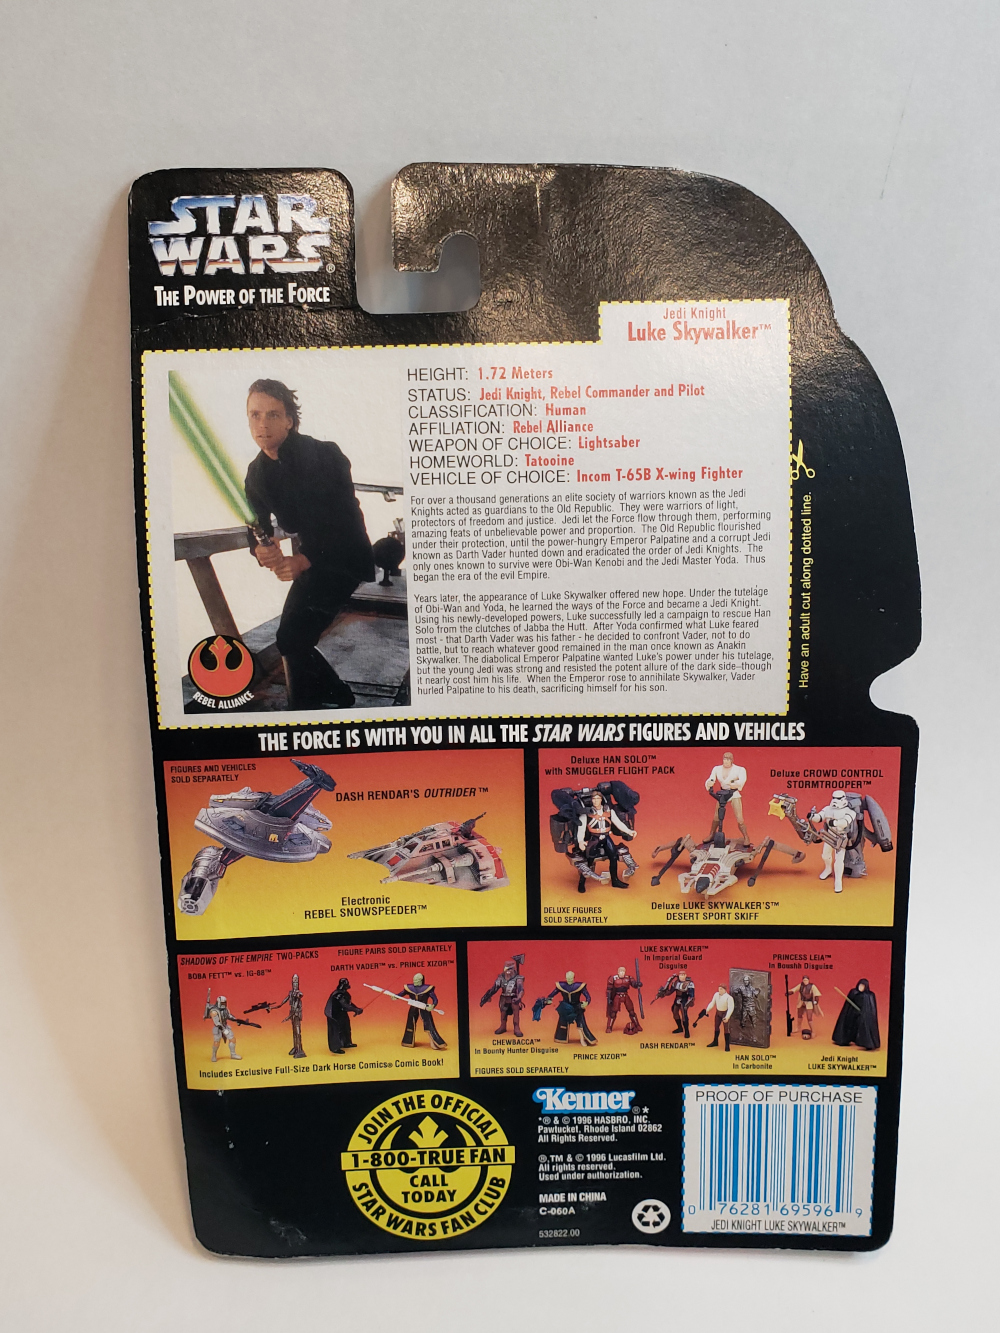 STAR
WARS®
THE POWER OF THE FORCE
Jedi Knight
Luke Skywalker™
HEIGHT: 1.72 Meters
STATUS: Jedi Knight, Rebel Commander and Pilot
CLASSIFICATION: Human
AFFILIATION: Rebel Alliance
WEAPON OF CHOICE: Lightsaber
HOMEWORLD: Tatooine
VEHICLE OF CHOICE: Incom T-65B X-wing Fighter
For over a thousand generations an elite society of warriors known as the Jedi
Knights acted as guardians to the Old Republic. They were warriors of light,
protectors of freedom and justice. Jedi let the Force flow through them, performing
amazing feats of unbelievable power and proportion. The Old Republic flourished
under their protection, until the power-hungry Emperor Palpatine and a corrupt Jedi
known as Darth Vader hunted down and eradicated the order of Jedi Knights. The
only ones known to survive were Obi-Wan Kenobi and the Jedi Master Yoda. Thus
began the era of the evil Empire.
Years later, the appearance of Luke Skywalker offered new hope. Under the tutelage
of Obi-Wan and Yoda, he learned the ways of the Force and became a Jedi Knight.
Using his newly-developed powers, Luke successfully led a campaign to rescue Han
Solo from the clutches of Jabba the Hutt. After Yoda confirmed what Luke feared
most - that Darth Vader was his father - he decided to confront Vader, not to do
battle, but to reach whatever good remained in the man once known as Anakin
Skywalker. The diabolical Emperor Palpatine wanted Luke's power under his tutelage,
but the young Jedi was strong and resisted the potent allure of the dark side–though
it nearly cost him his life. When the Emperor rose to annihilate Skywalker, Vader
hurled Palpatine to his death, sacrificing himself for his son.
REBEL ALLIANCE
Have an adult cut along dotted line.
THE FORCE IS WITH YOU IN ALL THE STAR WARS FIGURES AND VEHICLES
FIGURES AND VEHICLES
SOLD SEPARATELY
DASH RENDAR'S OUTRIDER™
Electronic
REBEL SNOWSPEEDER™
Deluxe HAN SOLO™
with SMUGGLER FLIGHT PACK
Deluxe CROWD CONTROL
STORMTROOPER™
DELUXE FIGURES
SOLD SEPARATELY
Deluxe LUKE SKYWALKER'S™
DESERT SPORT SKIFF
SHADOWS OF THE EMPIRE TWO-PACKS
FIGURE PAIRS SOLD SEPARATELY
BOBA FETT™ vs. IG-88™
DARTH VADER™ vs. PRINCE XIZOR™
Includes Exclusive Full-Size Dark Horse Comics® Comic Book!
LUKE SKYWALKER™
In Imperial Guard
Disguise
PRINCESS LEIA™
In Boushh Disguise
CHEWBACCA™
In Bounty Hunter Disguise
PRINCE XIZOR™
DASH RENDAR™
HAN SOLO™
In Carbonite
Jedi Knight
LUKE SKYWALKER™
FIGURES SOLD SEPARATELY
JOIN THE OFFICIAL
1-800-TRUE FAN
CALL
TODAY
STAR WARS FAN CLUB
Kenner®*
*® & © 1996 HASBRO, INC.
Pawtucket, Rhode Island 02862
All Rights Reserved.
®,TM & © 1996 Lucasfilm Ltd.
All rights reserved.
Used under authorization.
MADE IN CHINA
C-060A
532822.00
PROOF OF PURCHASE
0 76281 69596 9
JEDI KNIGHT LUKE SKYWALKER™